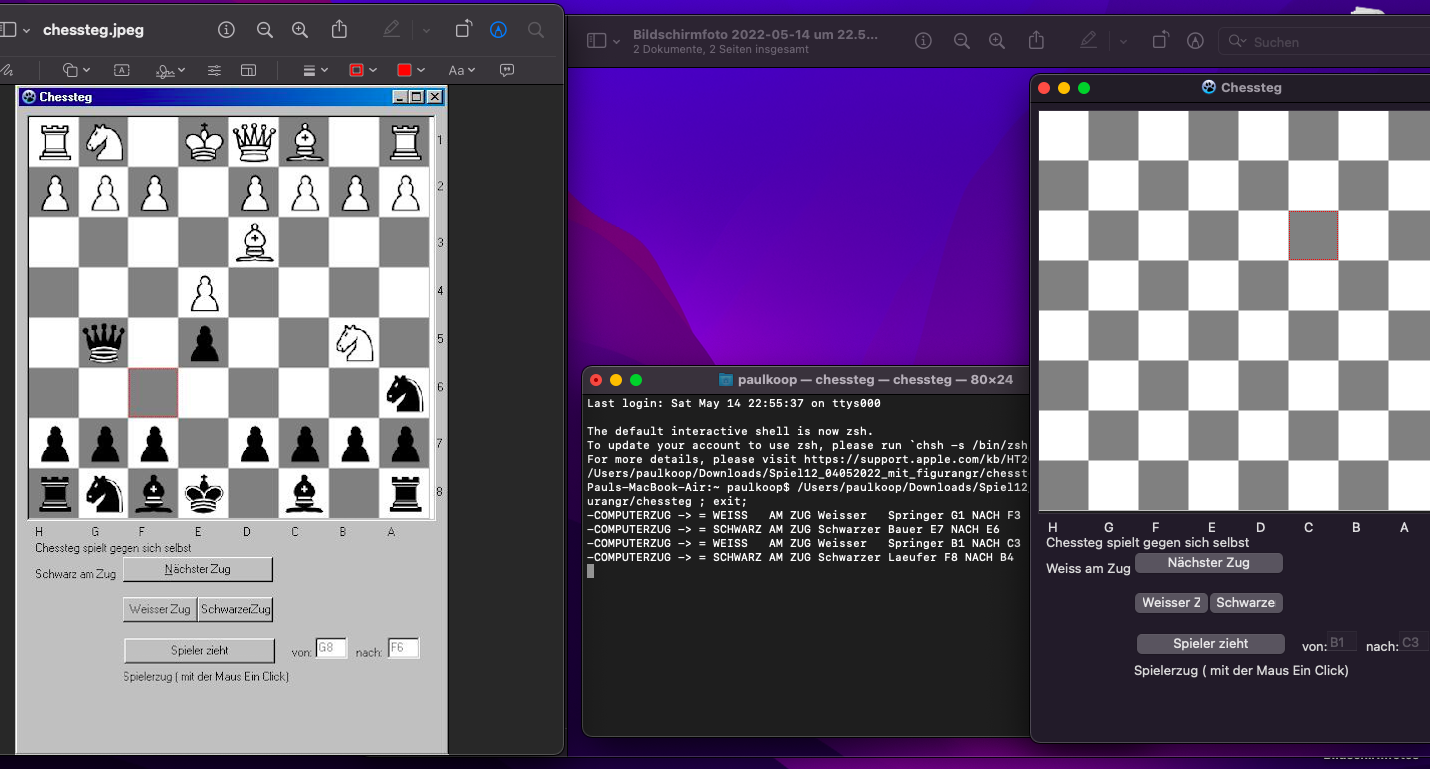 chessteg.jpeg
Aa
Chessteg
1
2
3
4
5
6
7
8
H G F E D C B A
Chessteg spielt gegen sich selbst
Schwarz am Zug
Nächster Zug
Weisser Zug
SchwarzerZug
Spieler zieht
von: G8 nach: F6
Spielerzug ( mit der Maus Ein Click)
Bildschirmfoto 2022-05-14 um 22.5...
2 Dokumente, 2 Seiten insgesamt
Suchen
paulkoop — chessteg — chessteg — 80×24
Last login: Sat May 14 22:55:37 on ttys000
The default interactive shell is now zsh.
To update your account to use zsh, please run `chsh -s /bin/zsh
For more details, please visit https://support.apple.com/kb/HT2
/Users/paulkoop/Downloads/Spiel12_04052022_mit_figurangr/chesst
Pauls-MacBook-Air:~ paulkoop$ /Users/paulkoop/Downloads/Spiel12_
urangr/chessteg ; exit;
-COMPUTERZUG -> = WEISS   AM ZUG Weisser   Springer G1 NACH F3
-COMPUTERZUG -> = SCHWARZ AM ZUG Schwarzer Bauer E7 NACH E6
-COMPUTERZUG -> = WEISS   AM ZUG Weisser   Springer B1 NACH C3
-COMPUTERZUG -> = SCHWARZ AM ZUG Schwarzer Laeufer F8 NACH B4
Chessteg
H G F E D C B A
Chessteg spielt gegen sich selbst
Weiss am Zug
Nächster Zug
Weisser Z
Schwarze
Spieler zieht
von: B1 nach: C3
Spielerzug ( mit der Maus Ein Click)